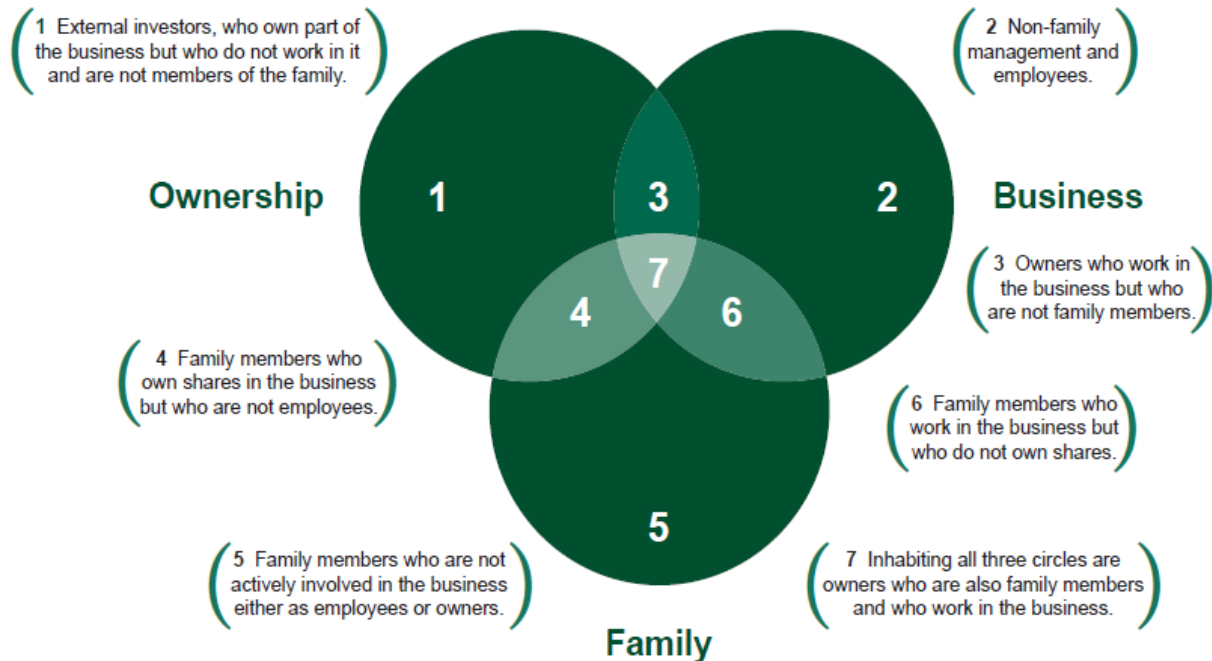 1 External investors, who own part of
the business but who do not work in it
and are not members of the family.
2 Non-family
management and
employees.
Ownership
1
3
2
Business
7
4
6
3 Owners who work in
the business but who
are not family members.
4 Family members who
own shares in the business
but who are not employees.
6 Family members who
work in the business but
who do not own shares.
5
5 Family members who are not
actively involved in the business
either as employees or owners.
7 Inhabiting all three circles are
owners who are also family members
and who work in the business.
Family